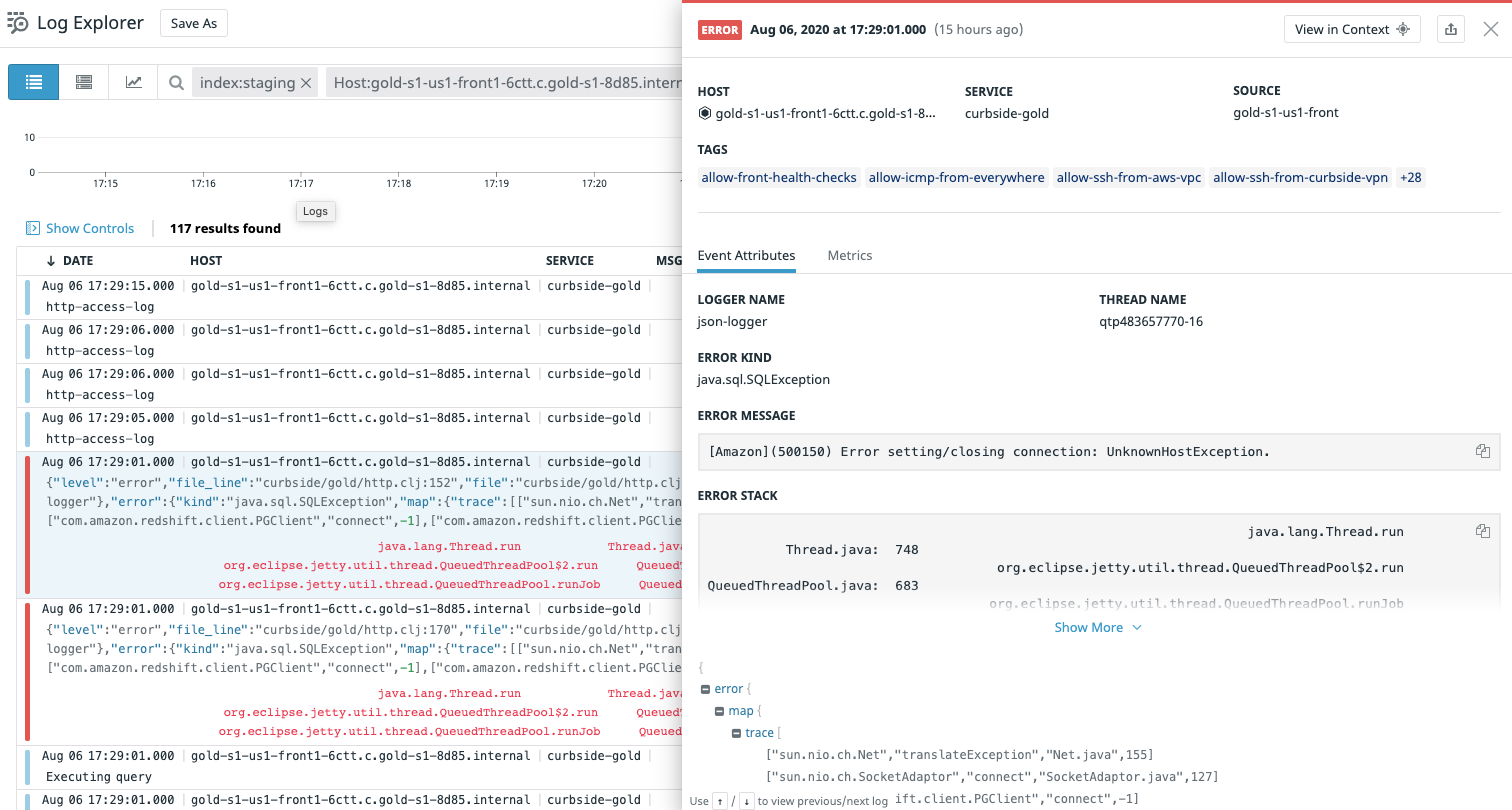 Log Explorer
Save As
index:staging
Host:gold-s1-us1-front1-6ctt.c.gold-s1-8d85.intern
10
0
17:15 17:16 17:17 17:18 17:19 17:20
Logs
Show Controls
117 results found
DATE HOST SERVICE MSG
Aug 06 17:29:15.000 gold-s1-us1-front1-6ctt.c.gold-s1-8d85.internal curbside-gold
http-access-log
Aug 06 17:29:06.000 gold-s1-us1-front1-6ctt.c.gold-s1-8d85.internal curbside-gold
http-access-log
Aug 06 17:29:06.000 gold-s1-us1-front1-6ctt.c.gold-s1-8d85.internal curbside-gold
http-access-log
Aug 06 17:29:05.000 gold-s1-us1-front1-6ctt.c.gold-s1-8d85.internal curbside-gold
http-access-log
Aug 06 17:29:01.000 gold-s1-us1-front1-6ctt.c.gold-s1-8d85.internal curbside-gold
{"level":"error","file_line":"curbside/gold/http.clj:152","file":"curbside/gold/http.clj
logger"},"error":{"kind":"java.sql.SQLException","map":{"trace":[["sun.nio.ch.Net","tran
["com.amazon.redshift.client.PGClient","connect",-1],["com.amazon.redshift.client.PGClie
java.lang.Thread.run Thread.java
org.eclipse.jetty.util.thread.QueuedThreadPool$2.run QueuedT
org.eclipse.jetty.util.thread.QueuedThreadPool.runJob Queued
Aug 06 17:29:01.000 gold-s1-us1-front1-6ctt.c.gold-s1-8d85.internal curbside-gold
{"level":"error","file_line":"curbside/gold/http.clj:170","file":"curbside/gold/http.clj
logger"},"error":{"kind":"java.sql.SQLException","map":{"trace":[["sun.nio.ch.Net","tran
["com.amazon.redshift.client.PGClient","connect",-1],["com.amazon.redshift.client.PGClie
java.lang.Thread.run Thread.java
org.eclipse.jetty.util.thread.QueuedThreadPool$2.run QueuedT
org.eclipse.jetty.util.thread.QueuedThreadPool.runJob Queued
Aug 06 17:29:01.000 gold-s1-us1-front1-6ctt.c.gold-s1-8d85.internal curbside-gold
Executing query
Aug 06 17:29:01.000 gold-s1-us1-front1-6ctt.c.gold-s1-8d85.internal curbside-gold
ERROR Aug 06, 2020 at 17:29:01.000 (15 hours ago)
View in Context
HOST SERVICE SOURCE
gold-s1-us1-front1-6ctt.c.gold-s1-8... curbside-gold gold-s1-us1-front
TAGS
allow-front-health-checks allow-icmp-from-everywhere allow-ssh-from-aws-vpc allow-ssh-from-curbside-vpn +28
Event Attributes Metrics
LOGGER NAME THREAD NAME
json-logger qtp483657770-16
ERROR KIND
java.sql.SQLException
ERROR MESSAGE
[Amazon](500150) Error setting/closing connection: UnknownHostException.
ERROR STACK
java.lang.Thread.run
Thread.java: 748
org.eclipse.jetty.util.thread.QueuedThreadPool$2.run
QueuedThreadPool.java: 683
org.eclipse.jetty.util.thread.QueuedThreadPool.runJob
Show More
{
error {
map {
trace [
["sun.nio.ch.Net","translateException","Net.java",155]
["sun.nio.ch.SocketAdaptor","connect","SocketAdaptor.java",127]
Use ↑ / ↓ to view previous/next log ift.client.PGClient","connect",-1]